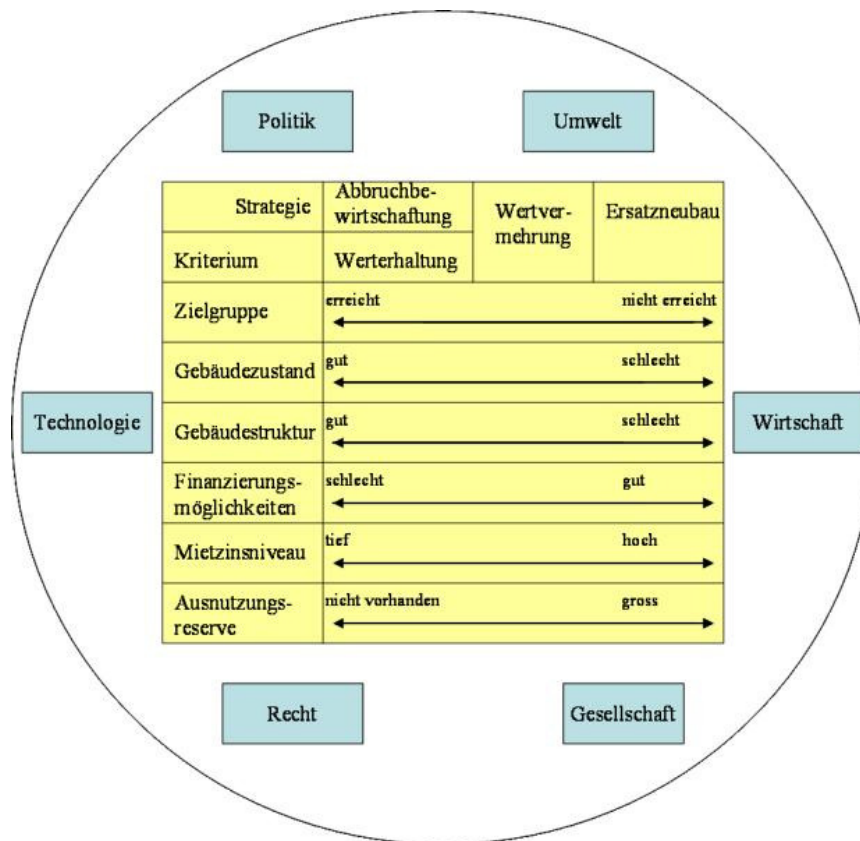 Politik
Umwelt
Strategie
Abbruchbe-
wirtschaftung
Wertver-
mehrung
Ersatzneubau
Kriterium
Werterhaltung
Zielgruppe
erreicht
nicht erreicht
Gebäudezustand
gut
schlecht
Technologie
Gebäudestruktur
gut
schlecht
Wirtschaft
Finanzierungs-
möglichkeiten
schlecht
gut
Mietzinsniveau
tief
hoch
Ausnutzungs-
reserve
nicht vorhanden
gross
Recht
Gesellschaft